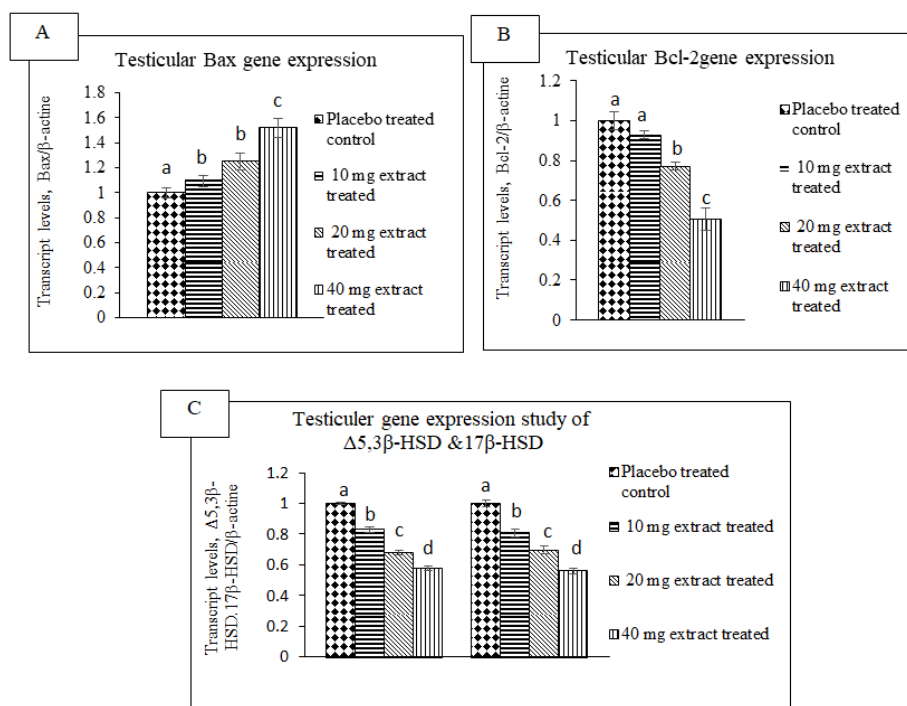 A
Testicular Bax gene expression
Transcript levels, Bax/β-actine
1.8
1.6
1.4
1.2
1
0.8
0.6
0.4
0.2
0
a
b
b
c
Placebo treated
control
10 mg extract
treated
20 mg extract
treated
40 mg extract
treated
B
Testicular Bcl-2gene expression
Transcript levels, Bcl-2/β-actine
1.2
1
0.8
0.6
0.4
0.2
0
a
a
b
c
Placebo treated
control
10 mg extract
treated
20 mg extract
treated
40 mg extract
treated
C
Testiculer gene expression study of
Δ5,3β-HSD &17β-HSD
Transcript levels, Δ5,3β-
HSD.17β-HSD/β-actine
1.2
1
0.8
0.6
0.4
0.2
0
a
b
c
d
a
b
c
d
Placebo treated
control
10 mg extract treated
20 mg extract treated
40 mg extract treated